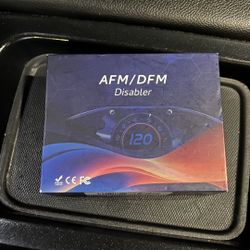 AFM/DFM
Disabler
120
CE FC